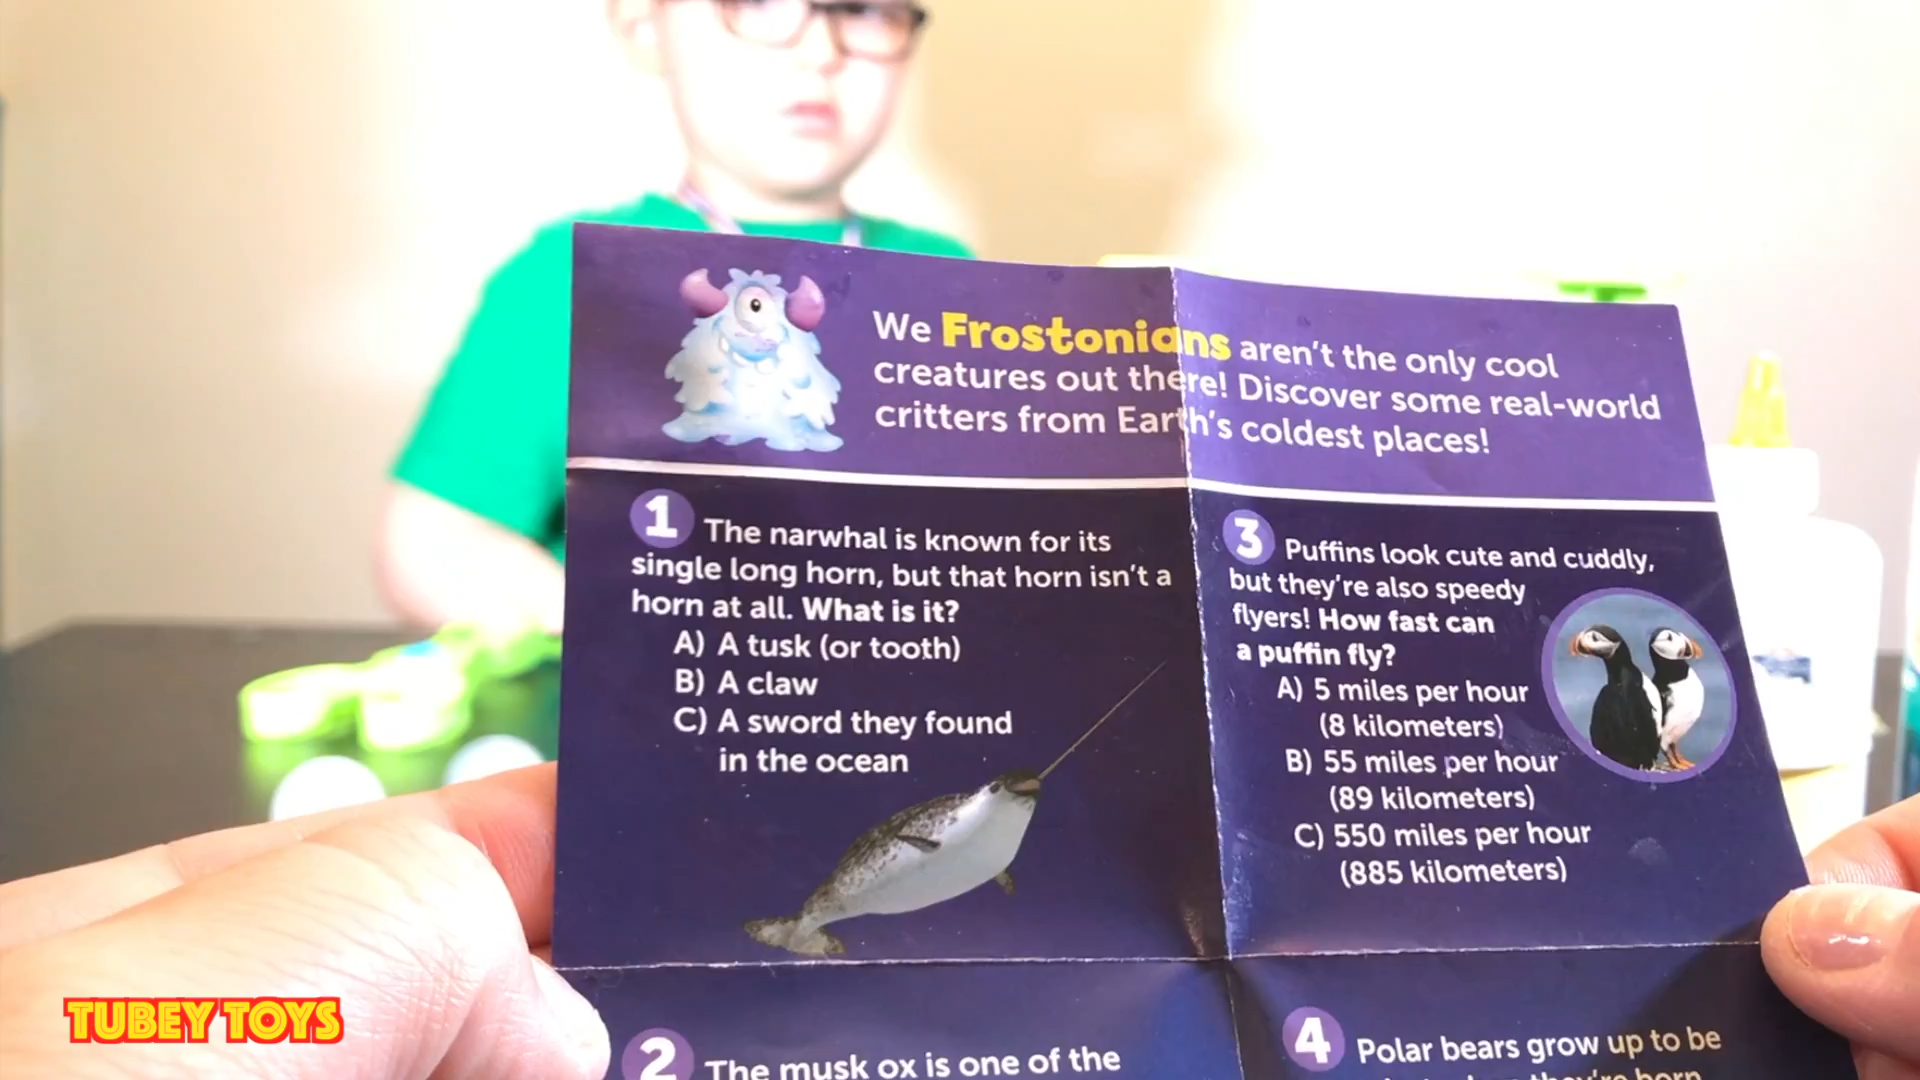 We Frostonians aren't the only cool
creatures out there! Discover some real-world
critters from Earth's coldest places!
1 The narwhal is known for its
single long horn, but that horn isn't a
horn at all. What is it?
A) A tusk (or tooth)
B) A claw
C) A sword they found
in the ocean
3 Puffins look cute and cuddly,
but they're also speedy
flyers! How fast can
a puffin fly?
A) 5 miles per hour
(8 kilometers)
B) 55 miles per hour
(89 kilometers)
C) 550 miles per hour
(885 kilometers)
2 The musk ox is one of the
4 Polar bears grow up to be
they're born
TUBEY TOYS